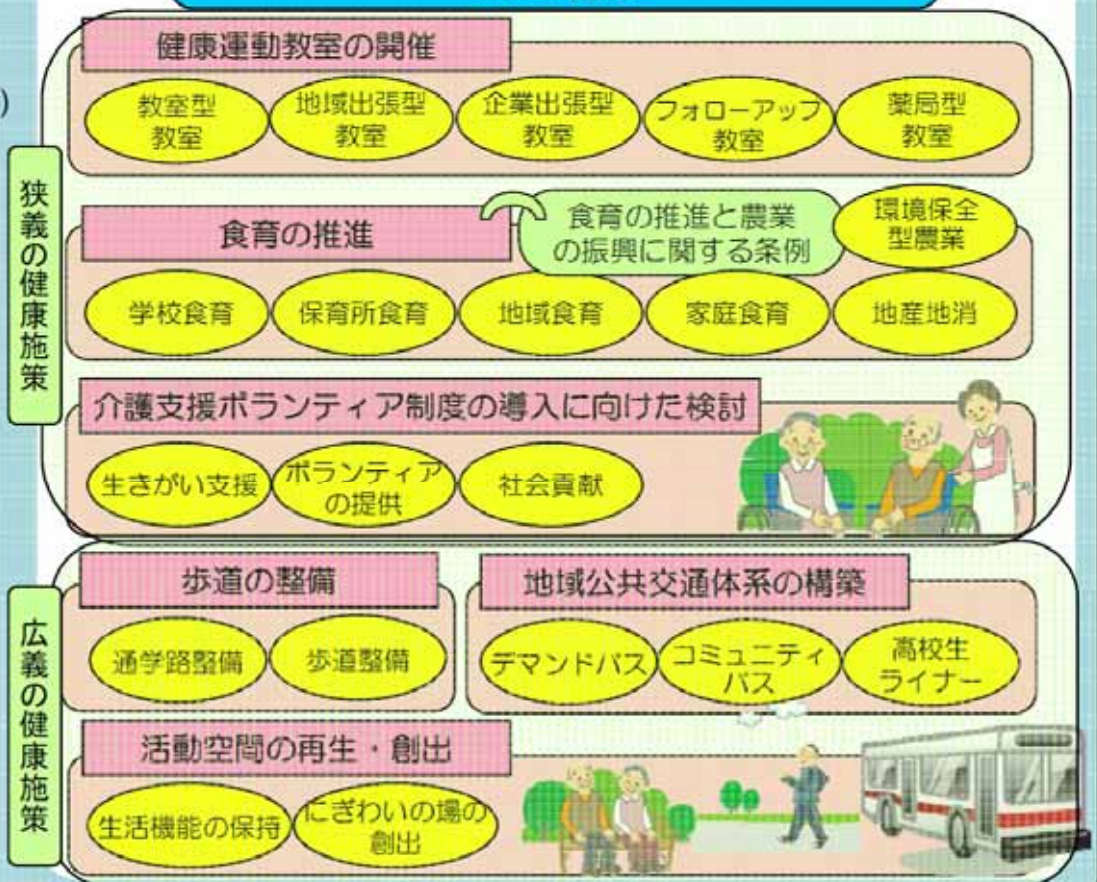 )
狭義の健康施策
健康運動教室の開催
教室型
教室
地域出張型
教室
企業出張型
教室
フォローアップ
教室
薬局型
教室
食育の推進
食育の推進と農業
の振興に関する条例
環境保全
型農業
学校食育
保育所食育
地域食育
家庭食育
地産地消
介護支援ボランティア制度の導入に向けた検討
生きがい支援
ボランティア
の提供
社会貢献
広義の健康施策
歩道の整備
通学路整備
歩道整備
地域公共交通体系の構築
デマンドバス
コミュニティ
バス
高校生
ライナー
活動空間の再生・創出
生活機能の保持
にぎわいの場の
創出